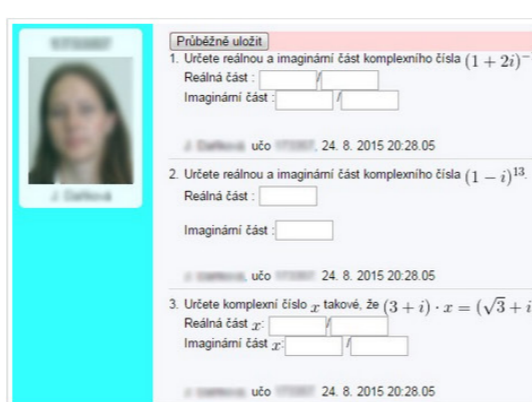 Průběžně uložit
1. Určete reálnou a imaginární část komplexního čísla (1 + 2i)⁻
Reálná část : /
Imaginární část : /
učo , 24. 8. 2015 20:28.05
2. Určete reálnou a imaginární část komplexního čísla (1 − i)¹³.
Reálná část :
Imaginární část :
, učo 24. 8. 2015 20:28.05
3. Určete komplexní číslo x takové, že (3 + i) · x = (√3 + i
Reálná část x: /
Imaginární část x: /
učo 24. 8. 2015 20:28.05